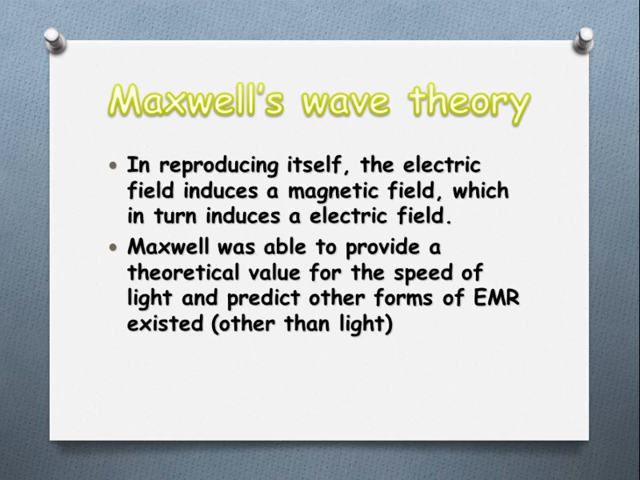 Maxwell's wave theory
• In reproducing itself, the electric
field induces a magnetic field, which
in turn induces a electric field.
• Maxwell was able to provide a
theoretical value for the speed of
light and predict other forms of EMR
existed (other than light)